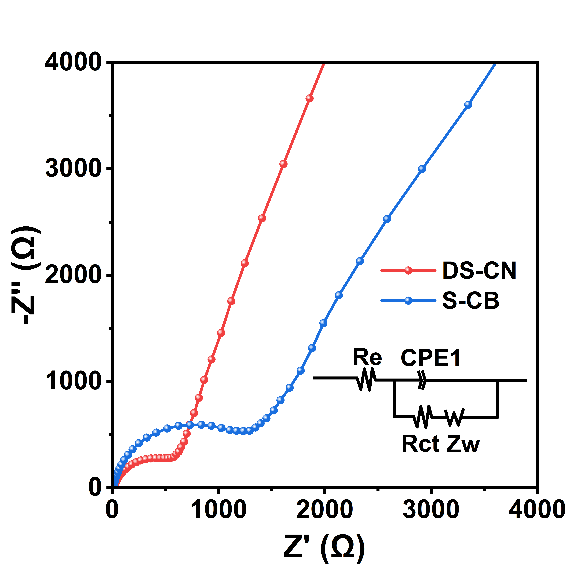 4000
3000
2000
1000
0
-Z'' (Ω)
DS-CN
S-CB
Re CPE1
Rct Zw
0 1000 2000 3000 4000
Z' (Ω)